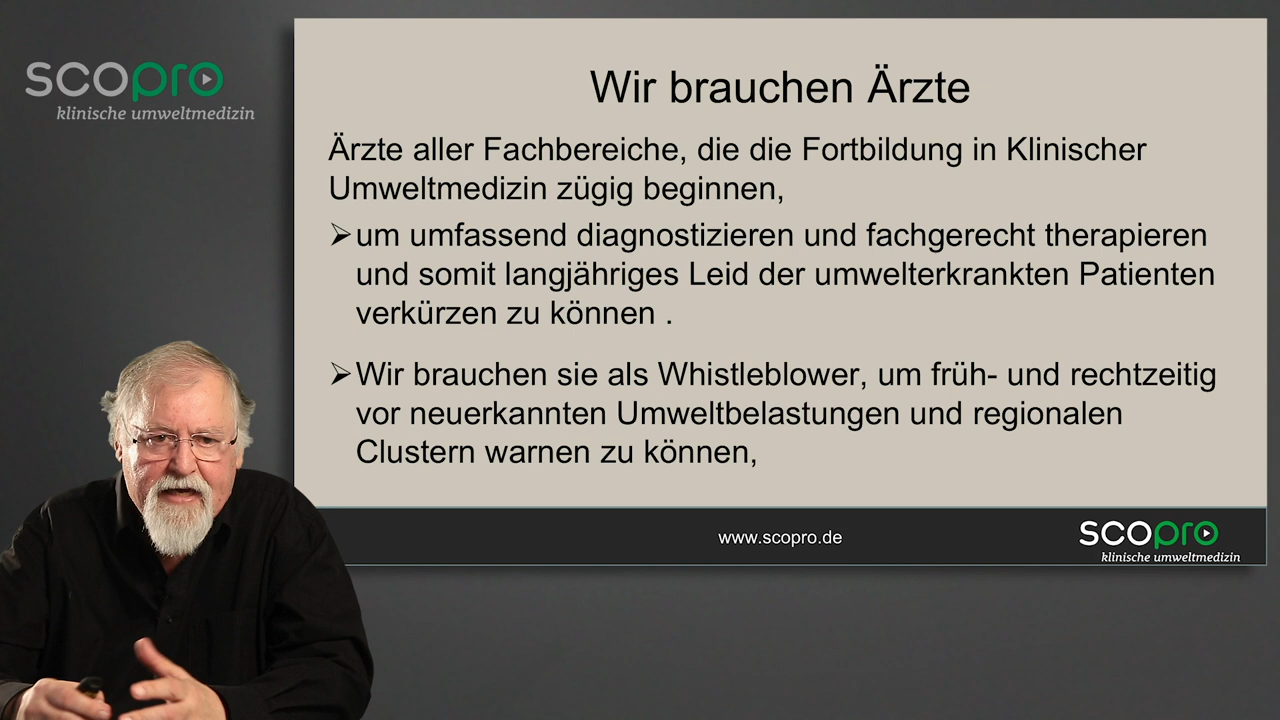 scopro
klinische umweltmedizin
Wir brauchen Ärzte
Ärzte aller Fachbereiche, die die Fortbildung in Klinischer
Umweltmedizin zügig beginnen,
➢um umfassend diagnostizieren und fachgerecht therapieren
und somit langjähriges Leid der umwelterkrankten Patienten
verkürzen zu können .
➢Wir brauchen sie als Whistleblower, um früh- und rechtzeitig
vor neuerkannten Umweltbelastungen und regionalen
Clustern warnen zu können,
www.scopro.de
scopro
klinische umweltmedizin